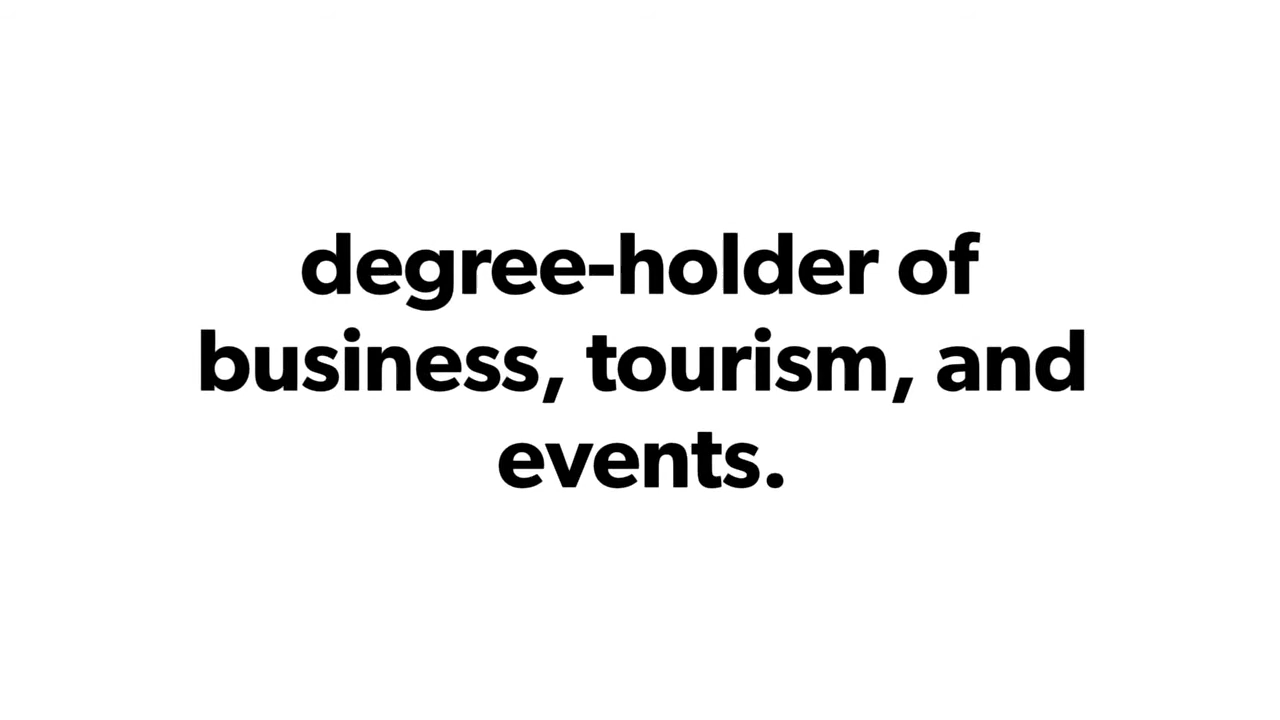 degree-holder of
business, tourism, and
events.